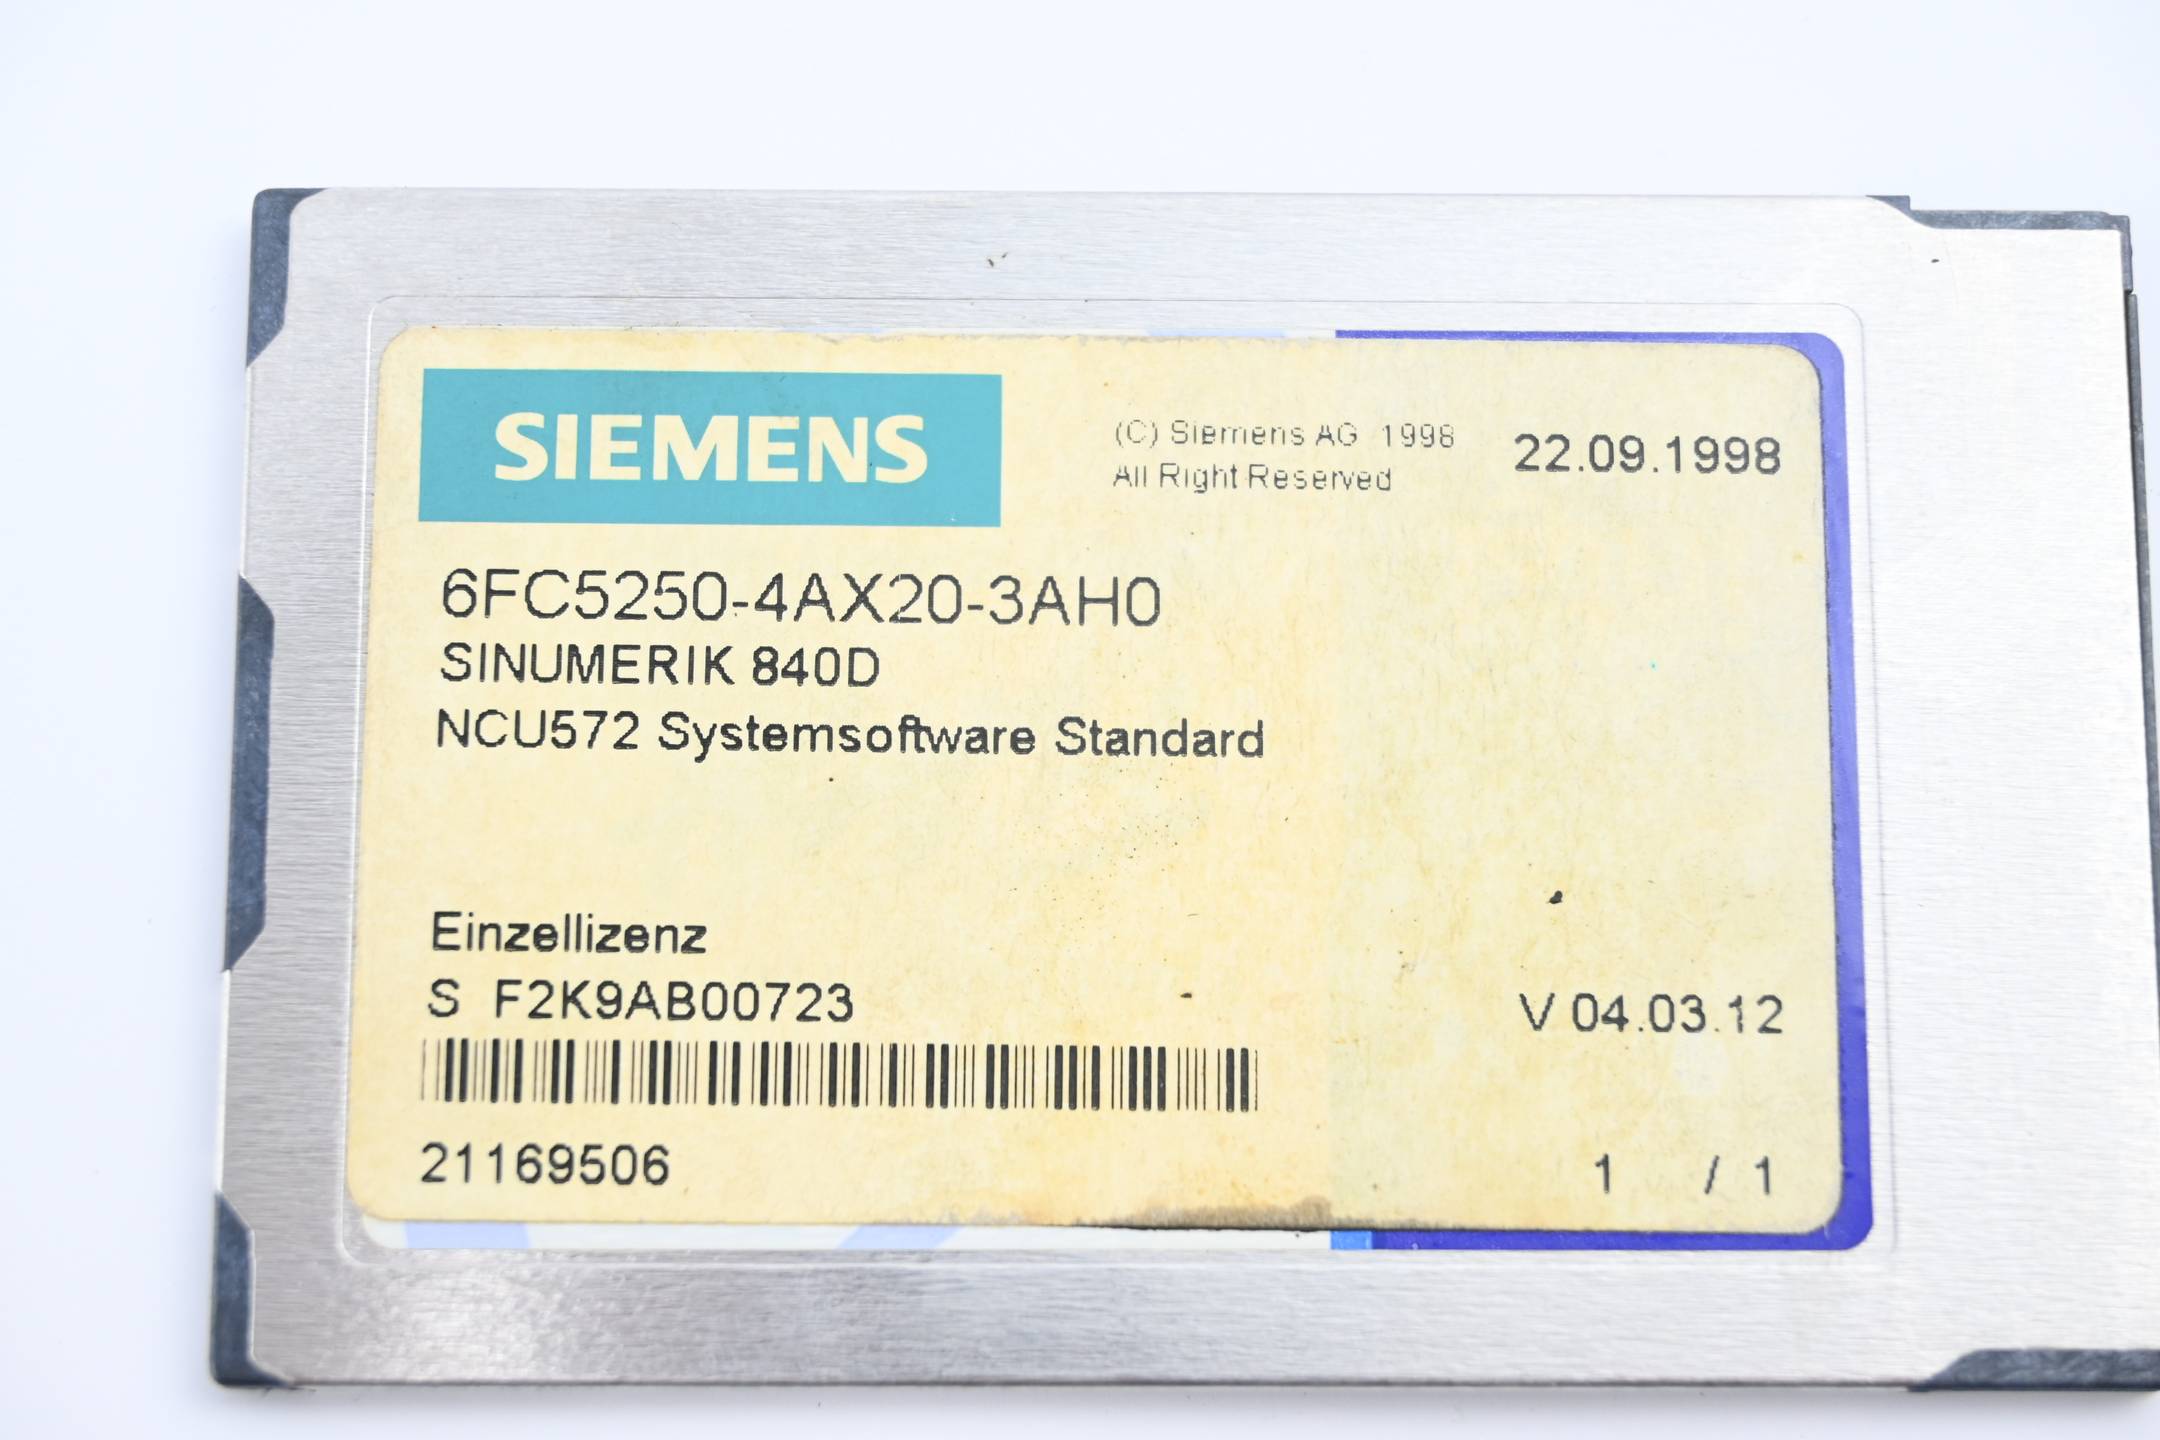 SIEMENS
(C) Siemens AG 1998
All Right Reserved
22.09.1998
6FC5250-4AX20-3AH0
SINUMERIK 840D
NCU572 Systemsoftware Standard
Einzellizenz
S F2K9AB00723
V 04.03.12
21169506
1 / 1